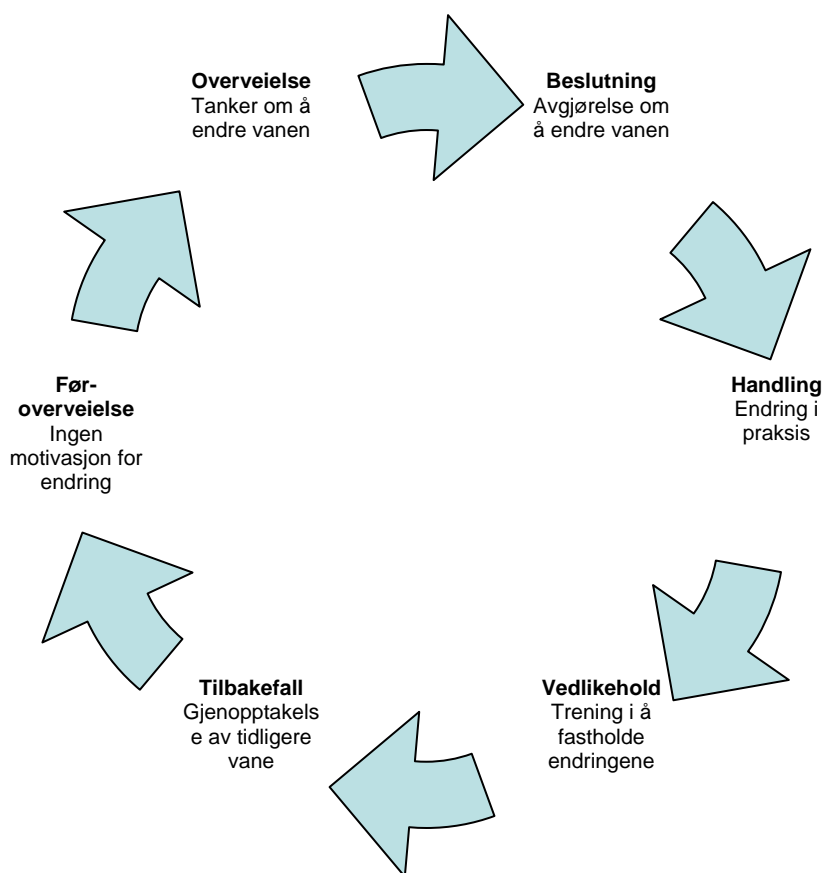 Overveielse
Tanker om å
endre vanen
Beslutning
Avgjørelse om
å endre vanen
Handling
Endring i
praksis
Vedlikehold
Trening i å
fastholde
endringene
Tilbakefall
Gjenopptakels
e av tidligere
vane
Før-
overveielse
Ingen
motivasjon for
endring